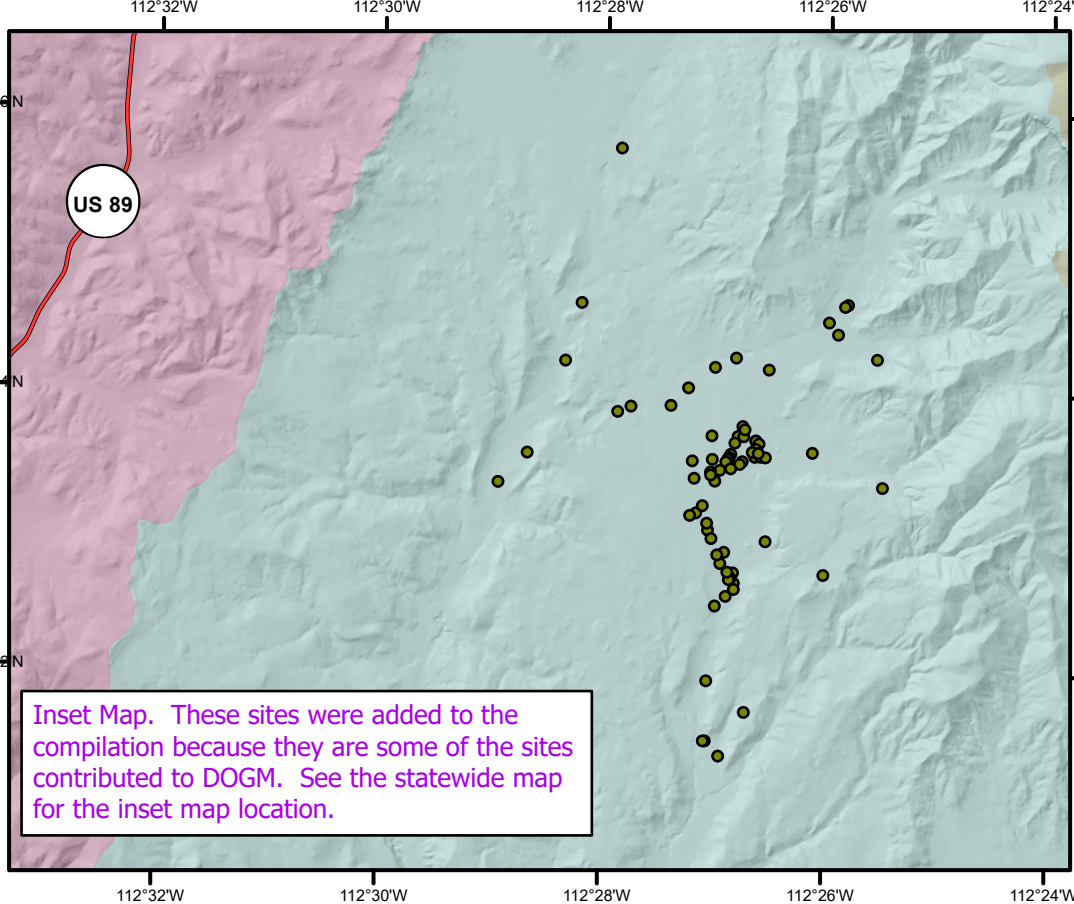 112°32'W 112°30'W 112°28'W 112°26'W 112°24'
US 89
Inset Map. These sites were added to the
compilation because they are some of the sites
contributed to DOGM. See the statewide map
for the inset map location.
112°32'W 112°30'W 112°28'W 112°26'W 112°24'W